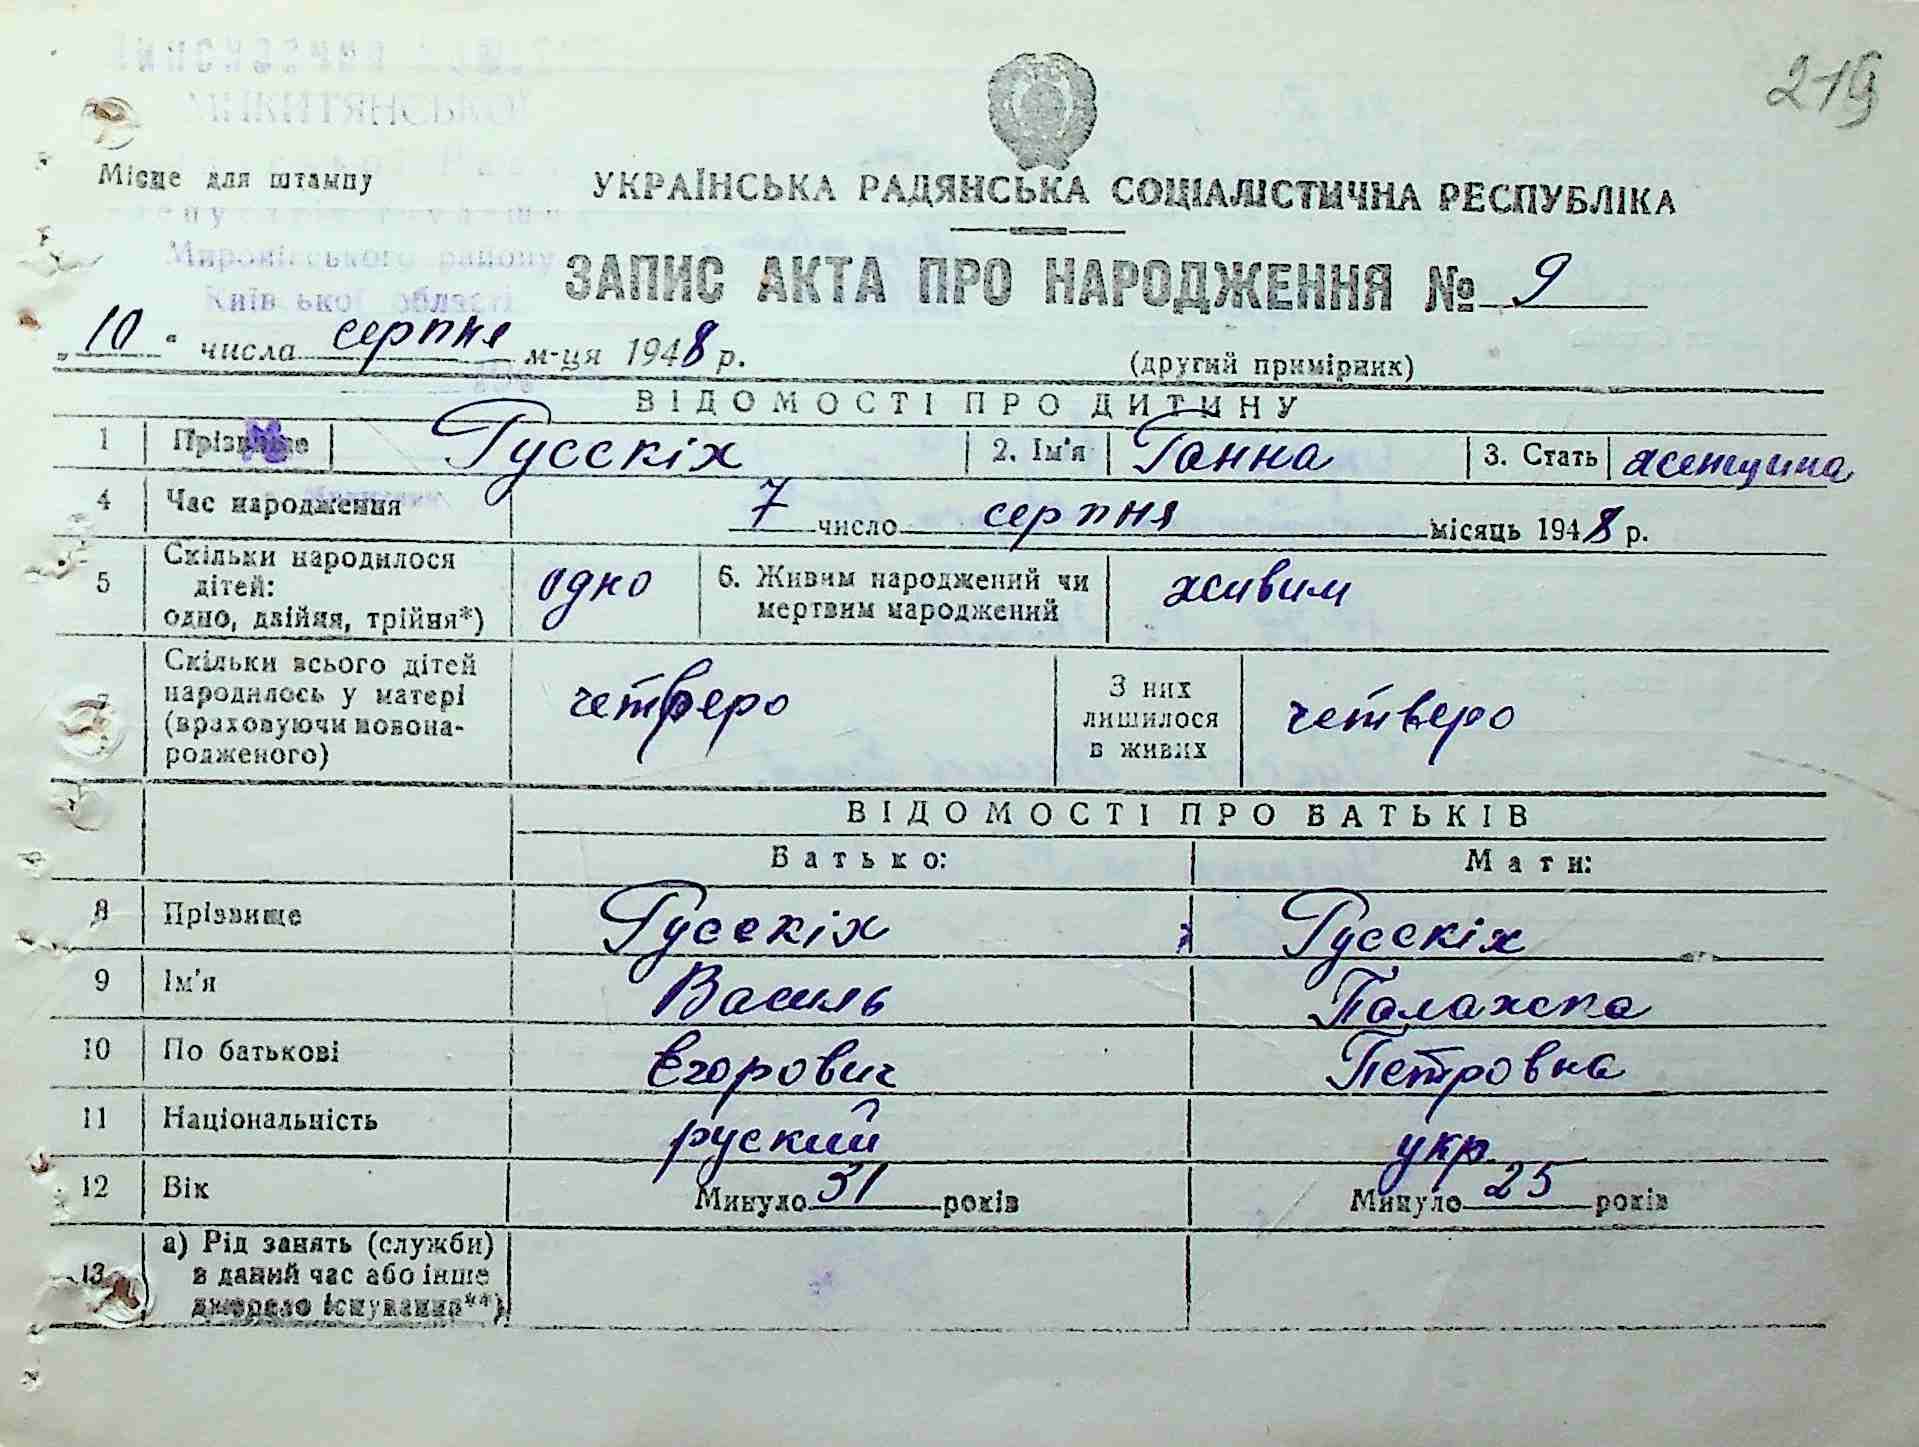 219
МИКИТЯНСЬКОЇ
Місце для штампу
УКРАЇНСЬКА РАДЯНСЬКА СОЦІАЛІСТИЧНА РЕСПУБЛІКА
Миронівського району
Київської області
ЗАПИС АКТА ПРО НАРОДЖЕННЯ № 9
„10“ числа серпня м-ця 1948 р.
(другий примірник)
ВІДОМОСТІ ПРО ДИТИНУ
1 Прізвище Русскіх 2. Ім'я Ганна 3. Стать женщина
4 Час народження 7 число серпня місяць 1948 р.
5 Скільки народилося дітей: одно, двійня, трійня*) одно 6. Живим народжений чи мертвим народжений живим
7 Скільки всього дітей народилось у матері (враховуючи новонародженого) четверо З них лишилося в живих четверо
ВІДОМОСТІ ПРО БАТЬКІВ
Батько: Мати:
8 Прізвище Русскіх Русскіх
9 Ім'я Василь Палажка
10 По батькові Єгорович Петровна
11 Національність руский укр
12 Вік Минуло 31 років Минуло 25 років
13 а) Рід занять (служби) в даний час або інше джерело існування**)